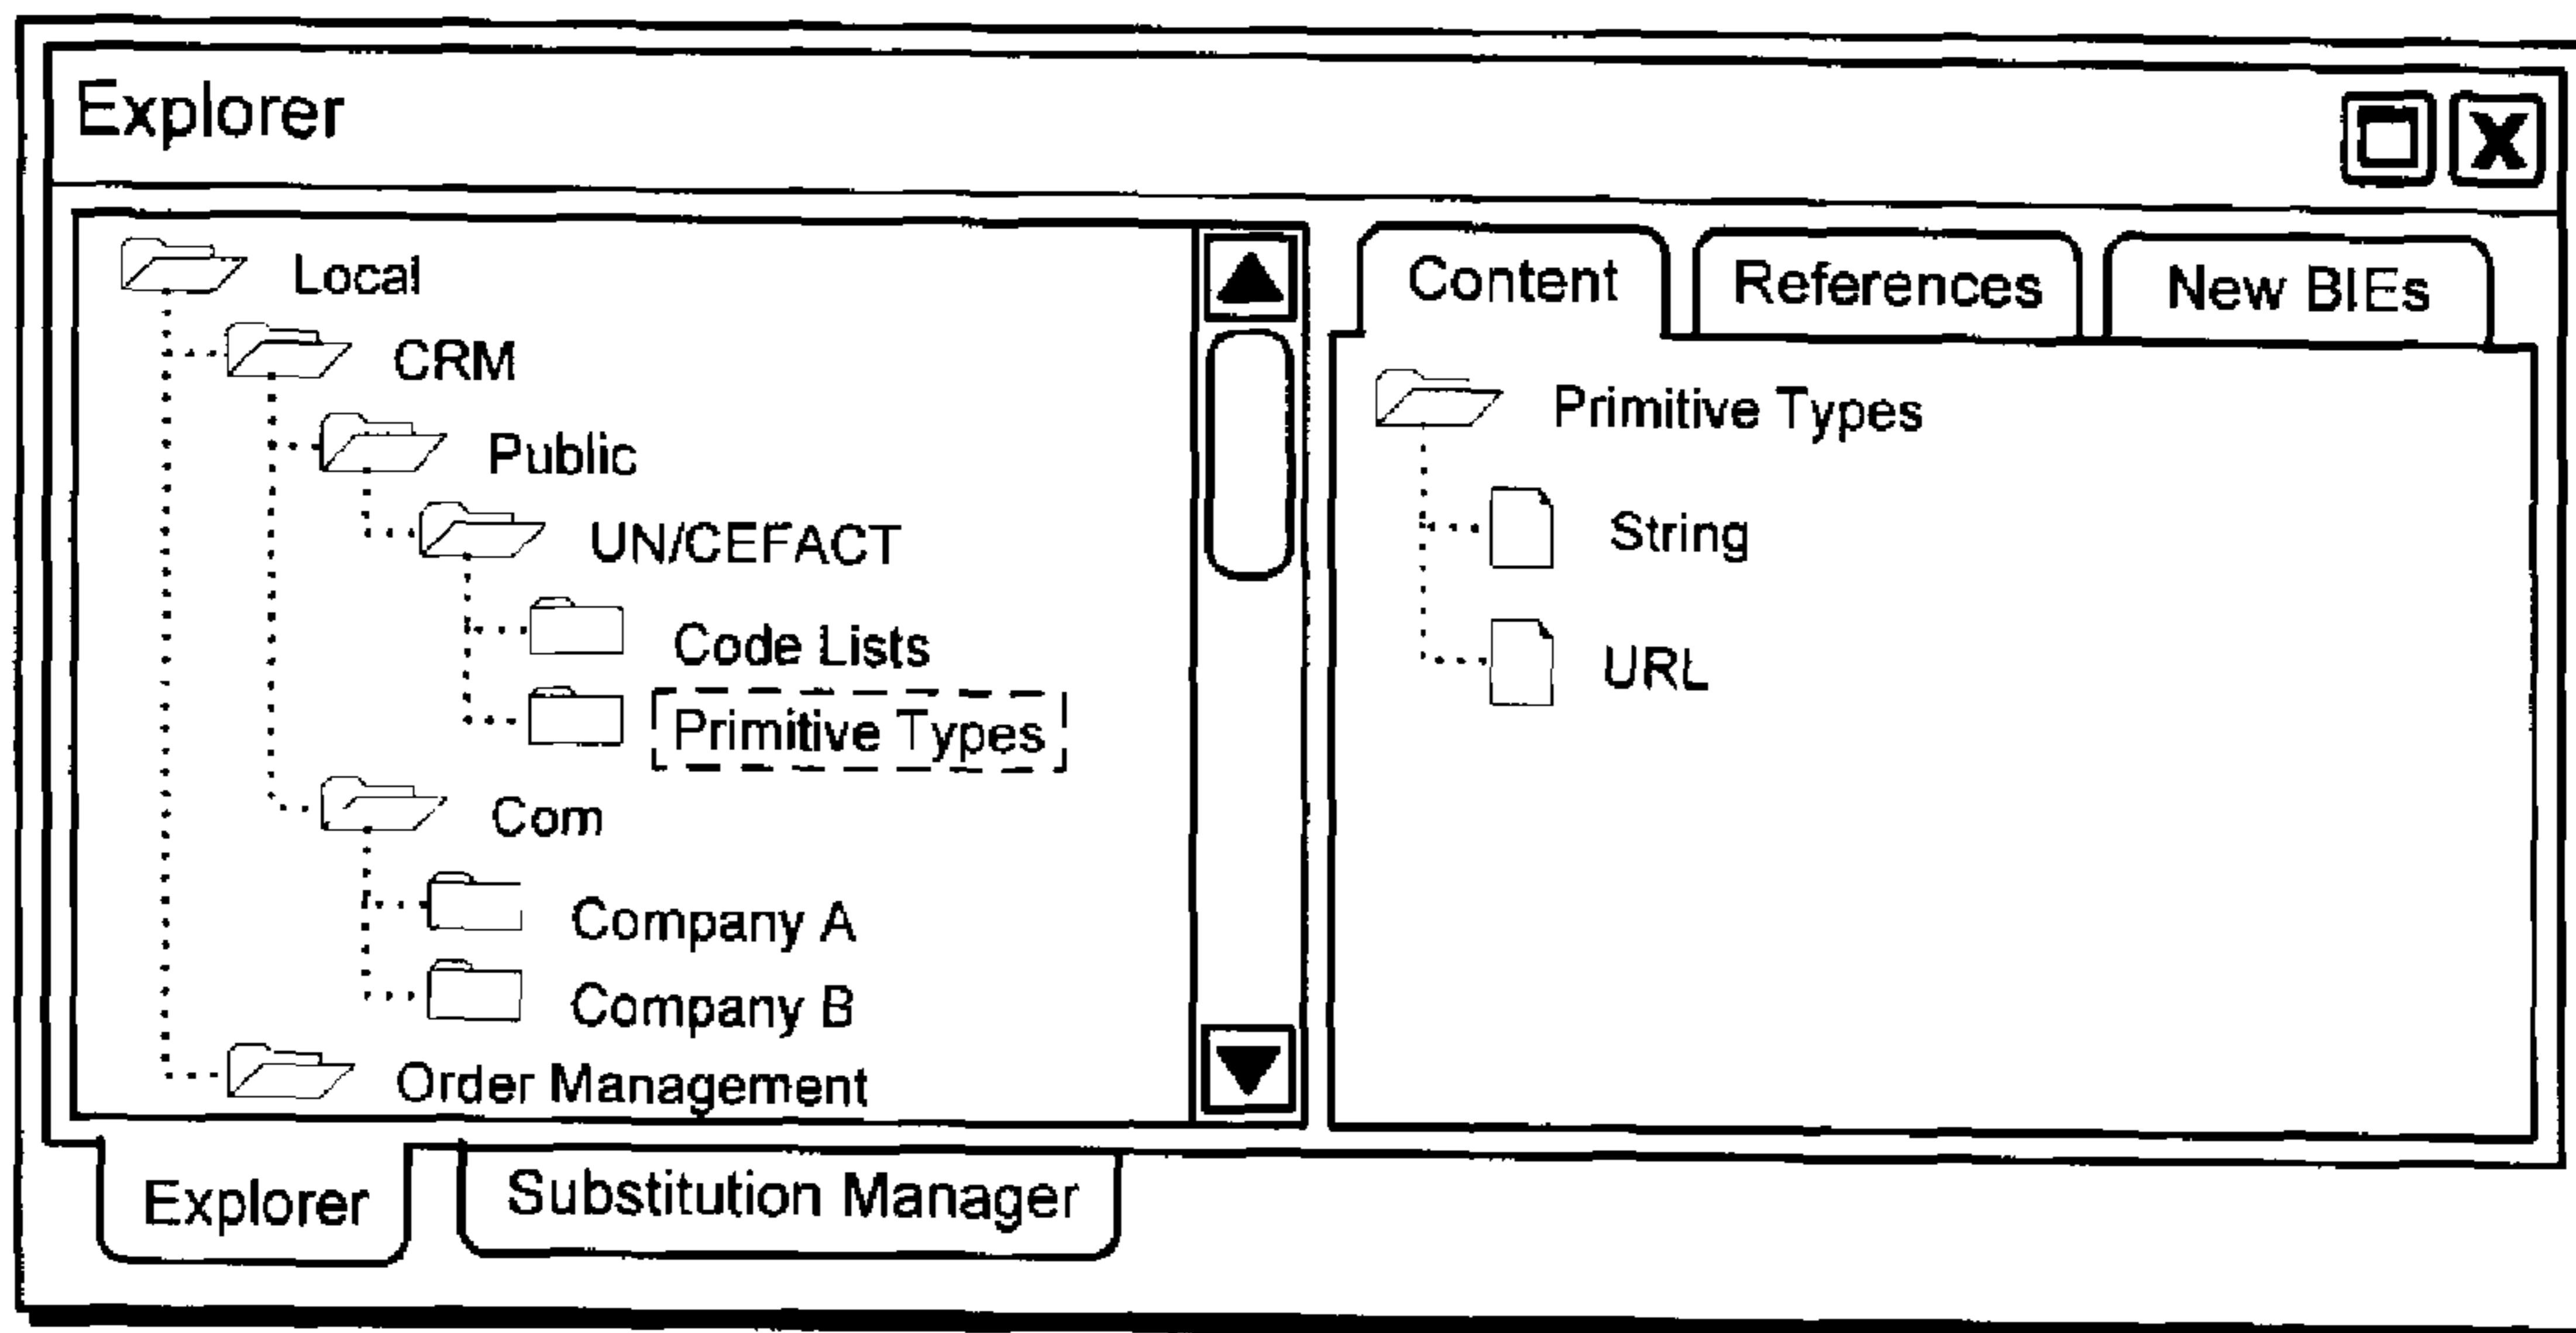 Explorer
Local
CRM
Public
UN/CEFACT
Code Lists
Primitive Types
Com
Company A
Company B
Order Management
Content
References
New BIEs
Primitive Types
String
URL
Explorer
Substitution Manager